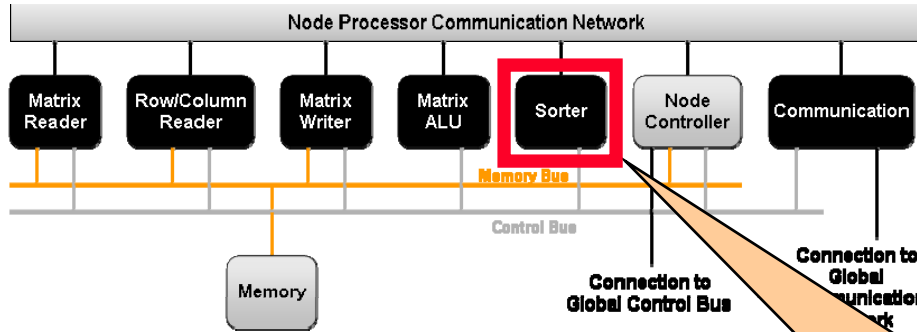 Node Processor Communication Network
Matrix
Reader
Row/Column
Reader
Matrix
Writer
Matrix
ALU
Sorter
Node
Controller
Communication
Memory Bus
Control Bus
Memory
Connection to
Global Control Bus
Connection to
Global